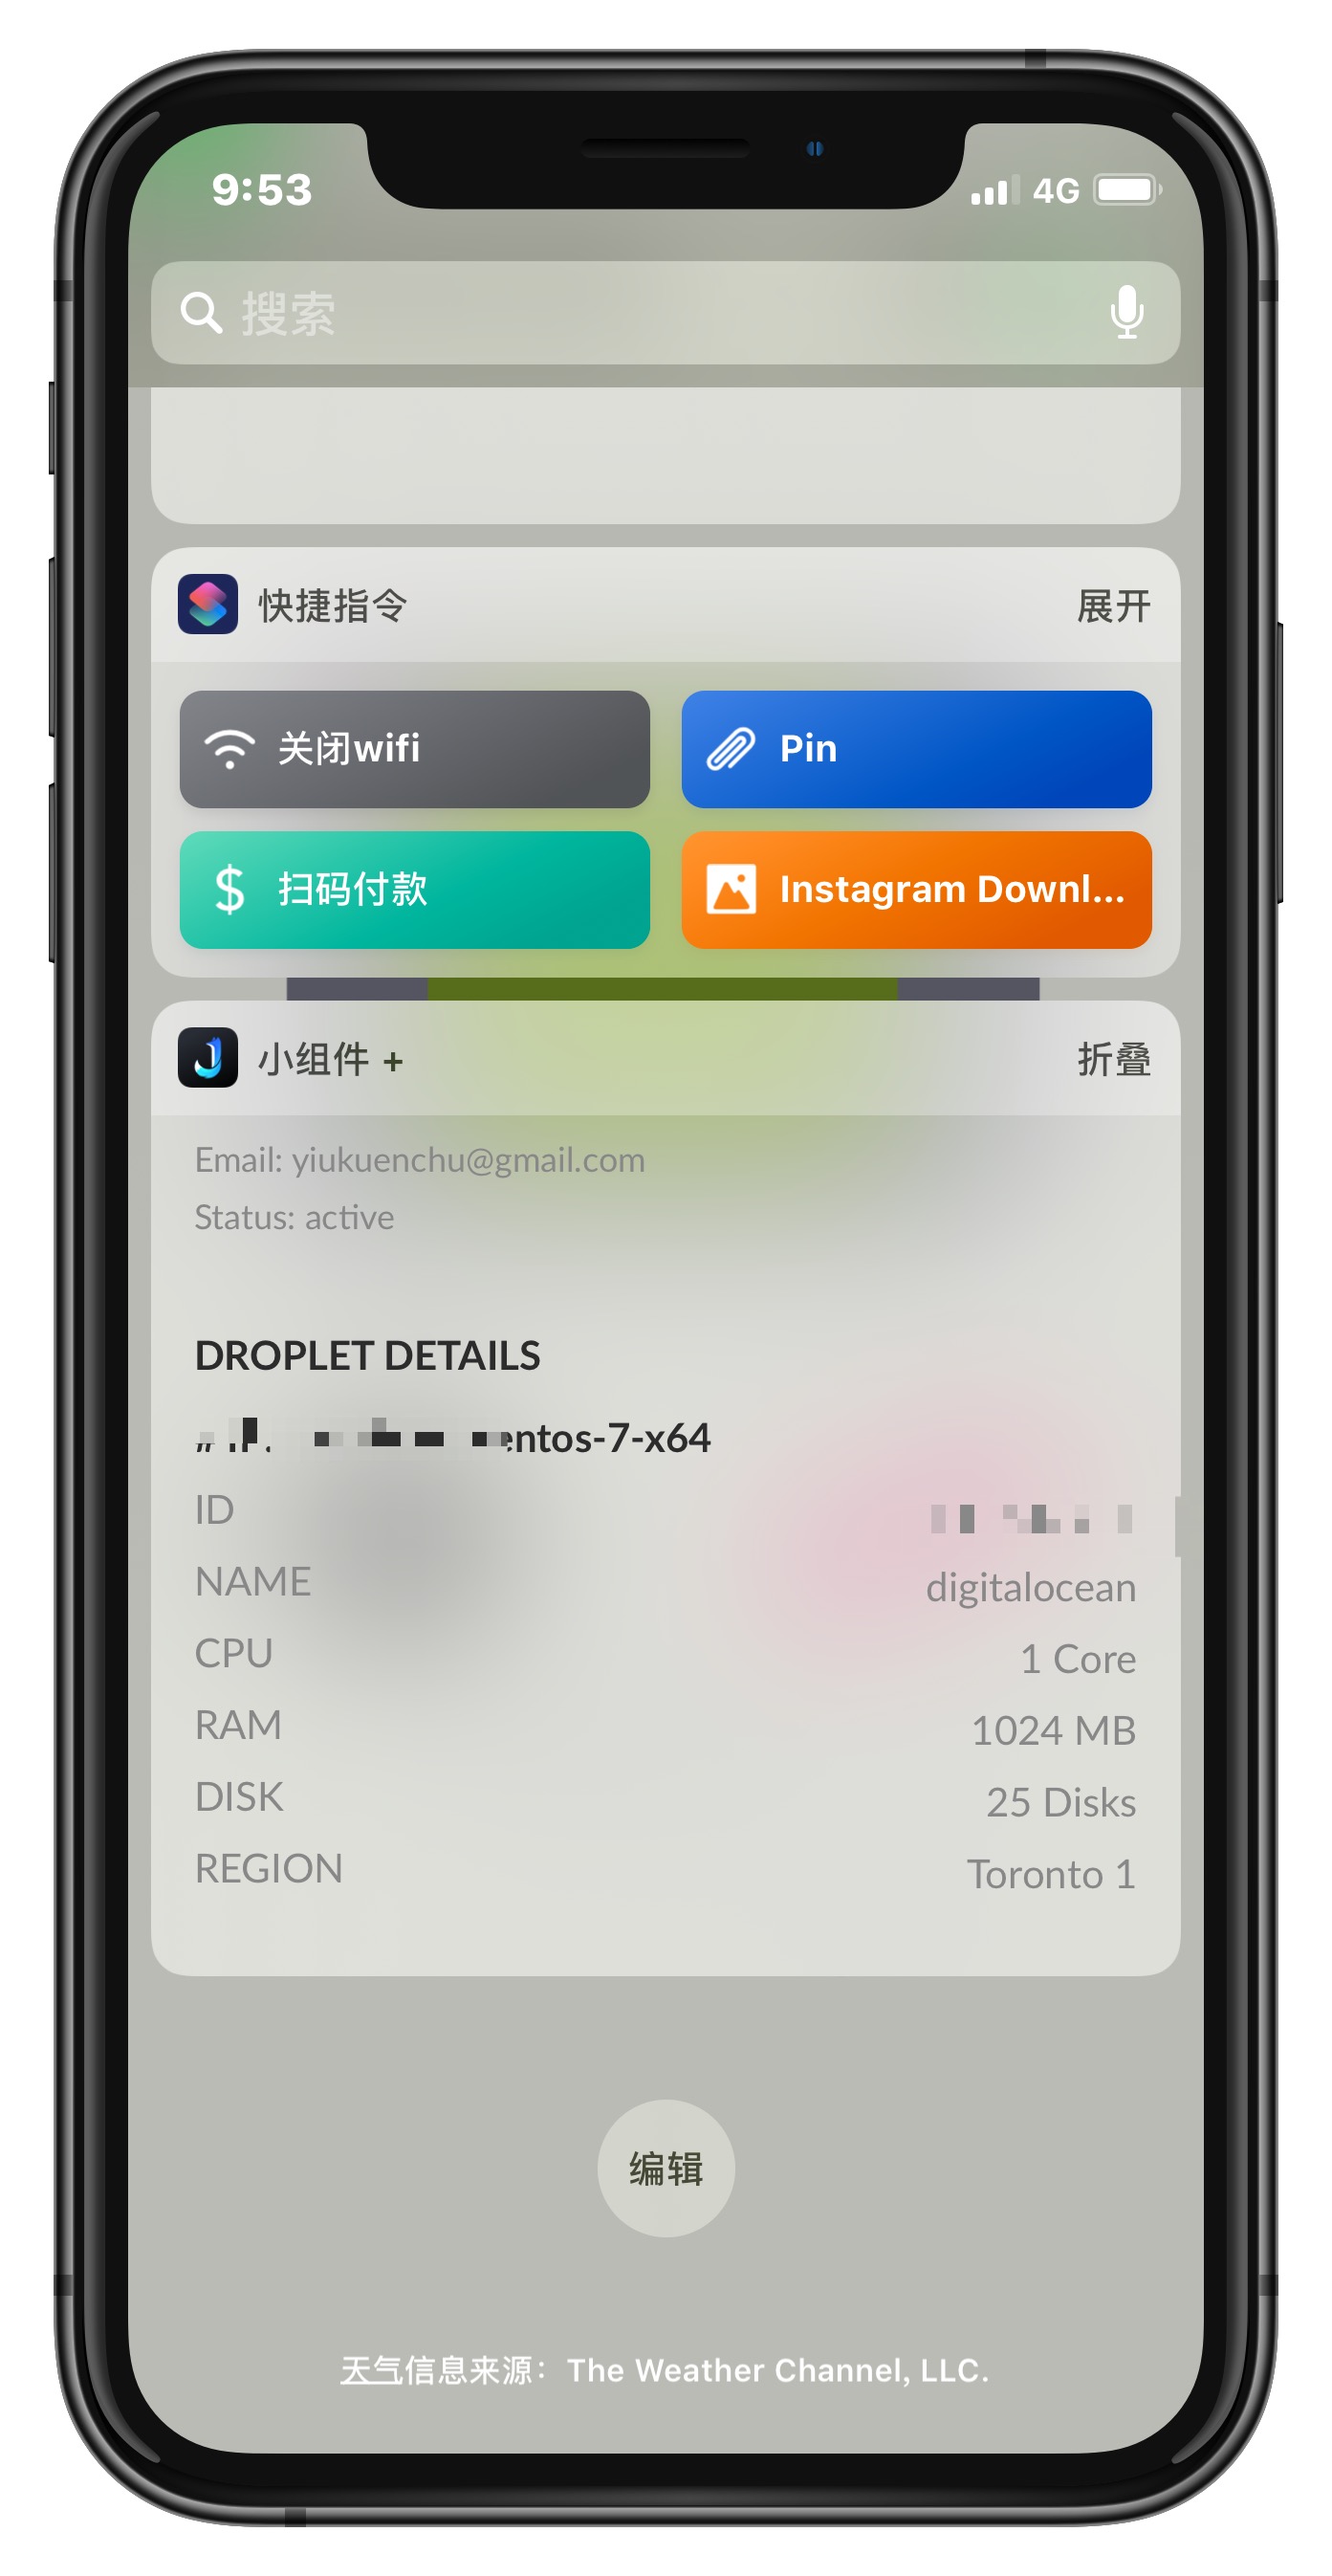 9:53 4G
搜索
快捷指令 展开
关闭wifi Pin
扫码付款 Instagram Downl...
小组件 + 折叠
Email: yiukuenchu@gmail.com
Status: active
DROPLET DETAILS
entos-7-x64
ID
NAME digitalocean
CPU 1 Core
RAM 1024 MB
DISK 25 Disks
REGION Toronto 1
编辑
天气信息来源：The Weather Channel, LLC.